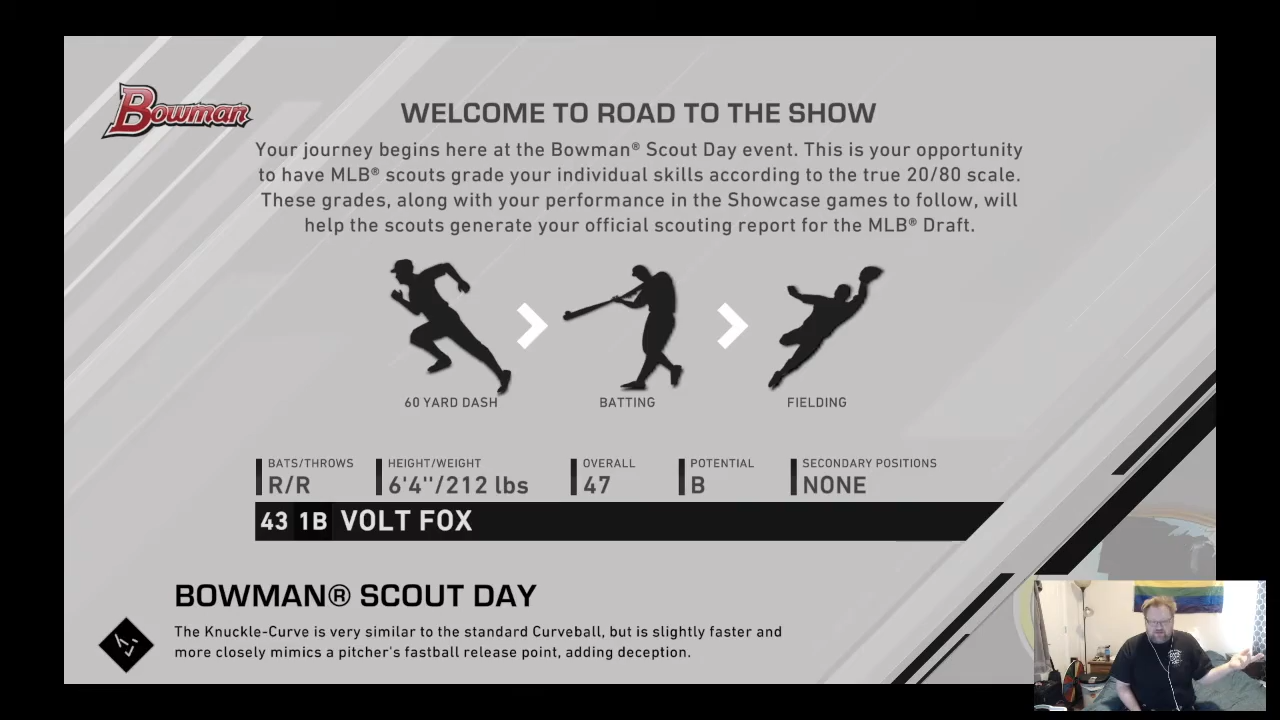 Bowman
WELCOME TO ROAD TO THE SHOW
Your journey begins here at the Bowman® Scout Day event. This is your opportunity
to have MLB® scouts grade your individual skills according to the true 20/80 scale.
These grades, along with your performance in the Showcase games to follow, will
help the scouts generate your official scouting report for the MLB® Draft.
60 YARD DASH
BATTING
FIELDING
BATS/THROWS
R/R
HEIGHT/WEIGHT
6'4"/212 lbs
OVERALL
47
POTENTIAL
B
SECONDARY POSITIONS
NONE
43 1B VOLT FOX
BOWMAN® SCOUT DAY
The Knuckle-Curve is very similar to the standard Curveball, but is slightly faster and
more closely mimics a pitcher's fastball release point, adding deception.